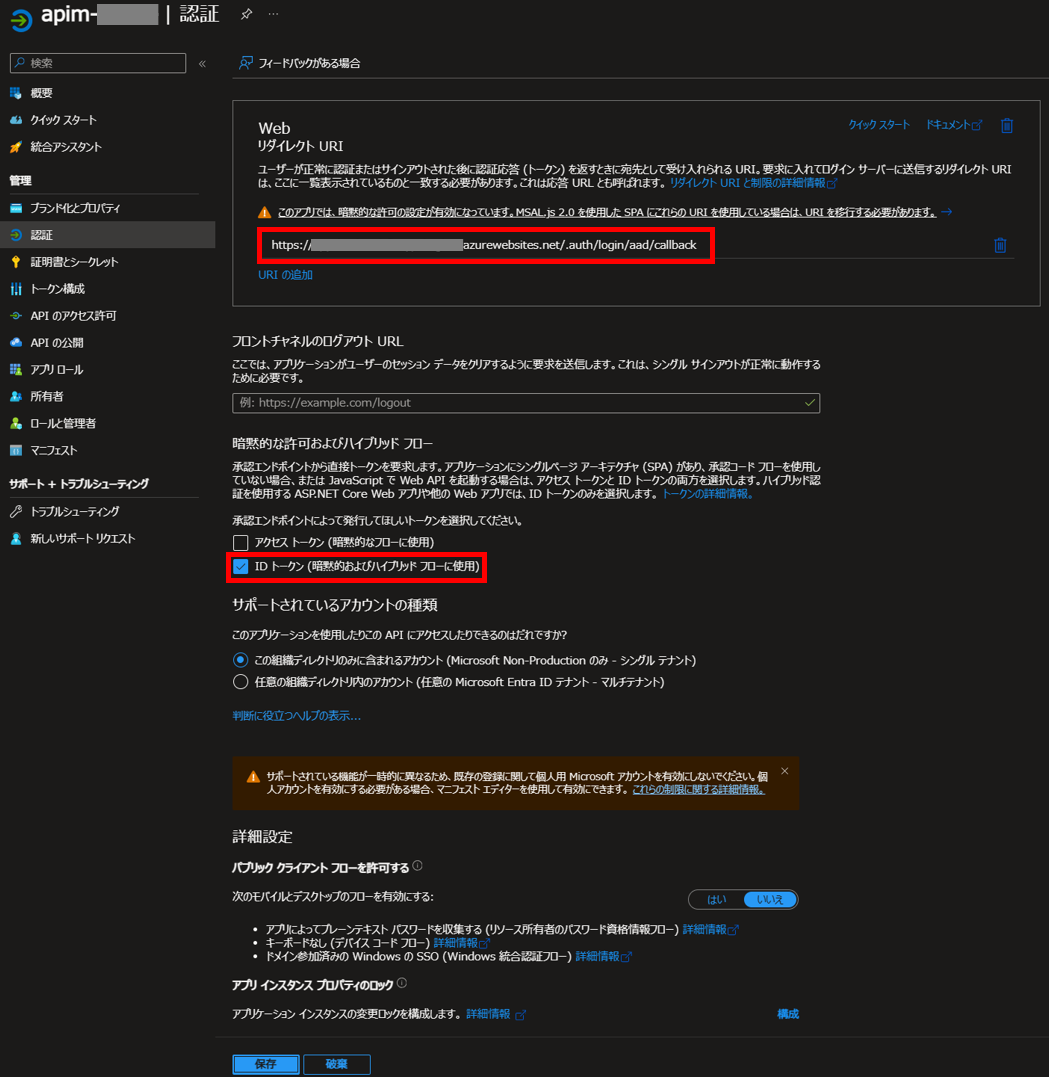 apim- | 認証 ...
検索 «
フィードバックがある場合
概要
クイック スタート
統合アシスタント
管理
ブランド化とプロパティ
認証
証明書とシークレット
トークン構成
API のアクセス許可
API の公開
アプリ ロール
所有者
ロールと管理者
マニフェスト
サポート + トラブルシューティング
トラブルシューティング
新しいサポート リクエスト
Web
クイック スタート ドキュメント
リダイレクト URI
ユーザーが正常に認証またはサインアウトされた後に認証応答 (トークン) を返すときに宛先として受け入れられる URI。要求に入れてログイン サーバーに送信するリダイレクト URI
は、ここに一覧表示されているものと一致する必要があります。これは応答 URL とも呼ばれます。 リダイレクト URI と制限の詳細情報
このアプリでは、暗黙的な許可の設定が有効になっています。MSAL.js 2.0 を使用した SPA にこれらの URI を使用している場合は、URI を移行する必要があります。 →
https:// azurewebsites.net/.auth/login/aad/callback
URI の追加
フロントチャネルのログアウト URL
ここでは、アプリケーションがユーザーのセッション データをクリアするように要求を送信します。これは、シングル サインアウトが正常に動作する
ために必要です。
例: https://example.com/logout
暗黙的な許可およびハイブリッド フロー
承認エンドポイントから直接トークンを要求します。アプリケーションにシングルページ アーキテクチャ (SPA) があり、承認コード フローを使用し
ていない場合、または JavaScript で Web API を起動する場合は、アクセス トークンと ID トークンの両方を選択します。ハイブリッド認
証を使用する ASP.NET Core Web アプリや他の Web アプリでは、ID トークンのみを選択します。 トークンの詳細情報。
承認エンドポイントによって発行してほしいトークンを選択してください。
アクセス トークン (暗黙的なフローに使用)
ID トークン (暗黙的およびハイブリッド フローに使用)
サポートされているアカウントの種類
このアプリケーションを使用したりこの API にアクセスしたりできるのはだれですか?
この組織ディレクトリのみに含まれるアカウント (Microsoft Non-Production のみ - シングル テナント)
任意の組織ディレクトリ内のアカウント (任意の Microsoft Entra ID テナント - マルチテナント)
判断に役立つヘルプの表示...
サポートされている機能が一時的に異なるため、既存の登録に関して個人用 Microsoft アカウントを有効にしないでください。個
人アカウントを有効にする必要がある場合、マニフェスト エディターを使用して有効にできます。 これらの制限に関する詳細情報。
詳細設定
パブリック クライアント フローを許可する
次のモバイルとデスクトップのフローを有効にする: はい いいえ
• アプリによってプレーンテキスト パスワードを収集する (リソース所有者のパスワード資格情報フロー) 詳細情報
• キーボードなし (デバイス コード フロー) 詳細情報
• ドメイン参加済みの Windows の SSO (Windows 統合認証フロー) 詳細情報
アプリ インスタンス プロパティのロック
アプリケーション インスタンスの変更ロックを構成します。 詳細情報 構成
保存 破棄